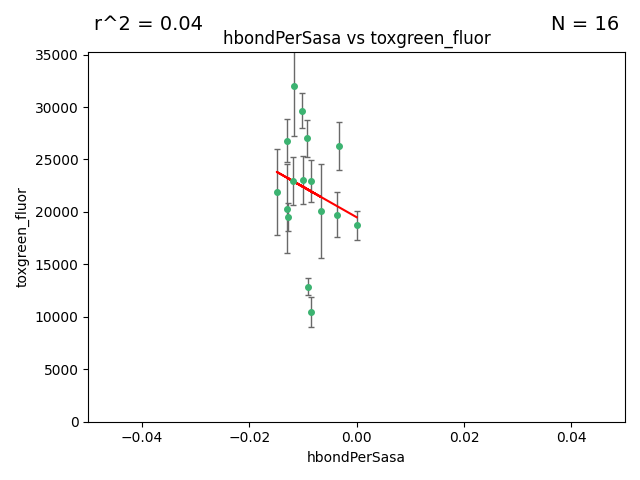 r^2 = 0.04
N = 16
hbondPerSasa vs toxgreen_fluor
35000
30000
25000
20000
15000
10000
5000
0
toxgreen_fluor
−0.04
−0.02
0.00
0.02
0.04
hbondPerSasa